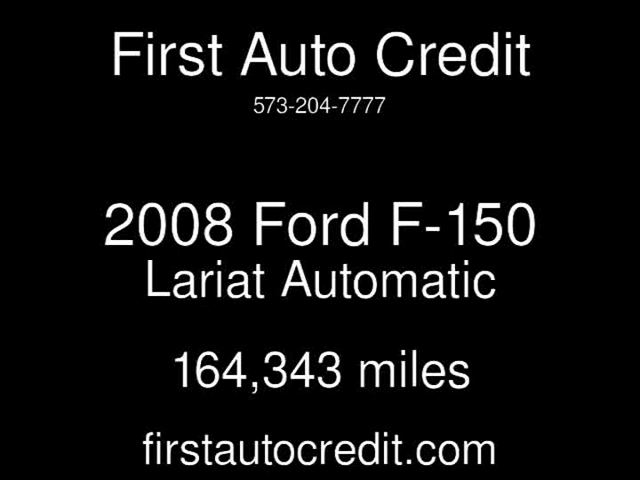 First Auto Credit
573-204-7777
2008 Ford F-150
Lariat Automatic
164,343 miles
firstautocredit.com